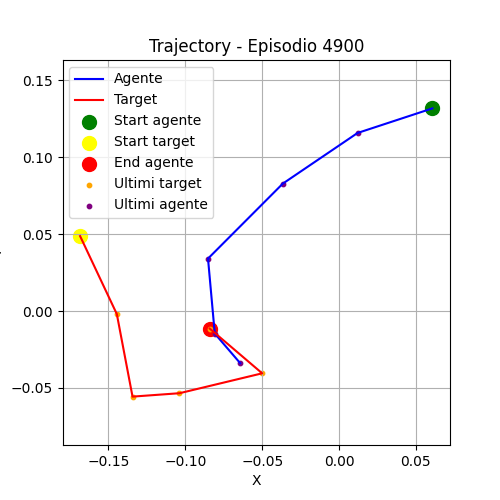 Trajectory - Episodio 4900
Agente
Target
Start agente
Start target
End agente
Ultimi target
Ultimi agente
0.15
0.10
0.05
0.00
−0.05
−0.15
−0.10
−0.05
0.00
0.05
X